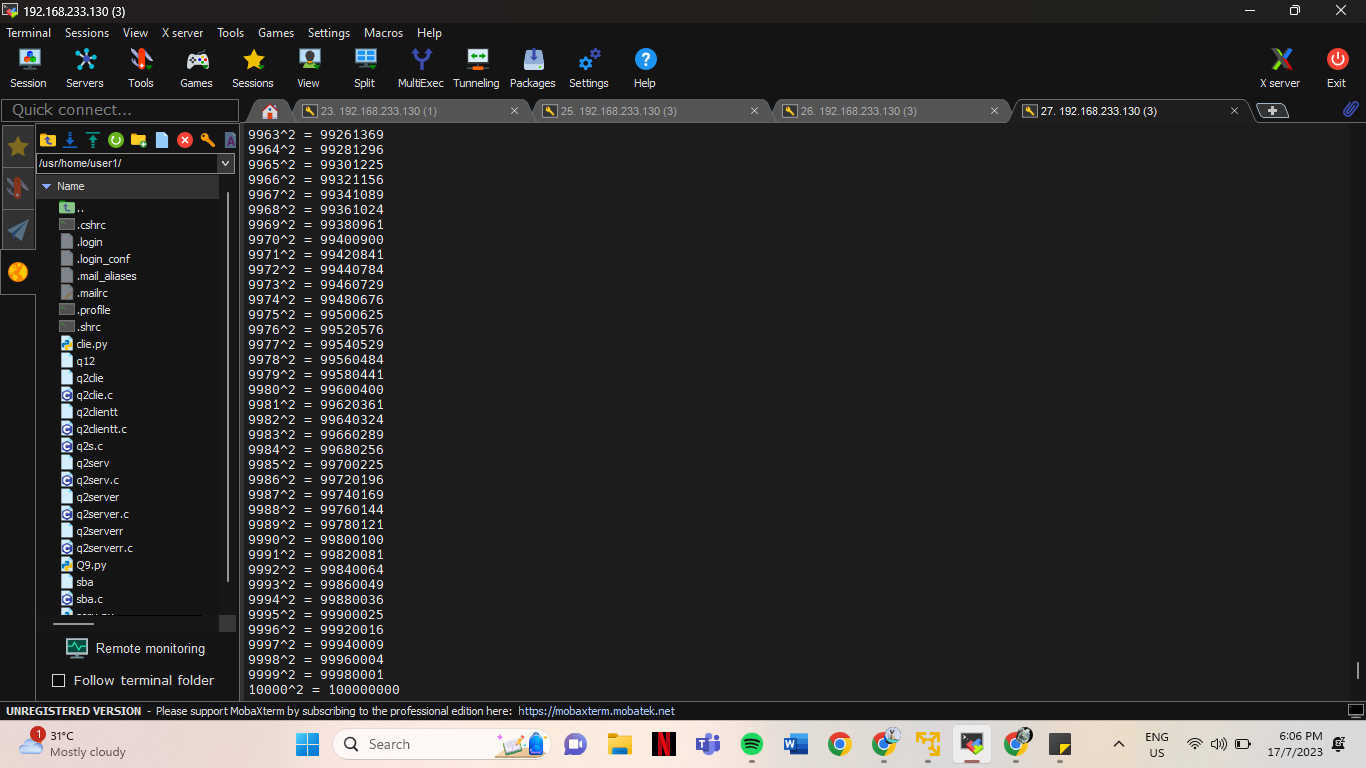 192.168.233.130 (3)
Terminal Sessions View X server Tools Games Settings Macros Help
Session Servers Tools Games Sessions View Split MultiExec Tunneling Packages Settings Help X server Exit
Quick connect...
23. 192.168.233.130 (1)
25. 192.168.233.130 (3)
26. 192.168.233.130 (3)
27. 192.168.233.130 (3)
/usr/home/user1/
Name
..
.cshrc
.login
.login_conf
.mail_aliases
.mailrc
.profile
.shrc
clie.py
q12
q2clie
q2clie.c
q2clientt
q2clientt.c
q2s.c
q2serv
q2serv.c
q2server
q2server.c
q2serverr
q2serverr.c
Q9.py
sba
sba.c
Remote monitoring
Follow terminal folder
9963^2 = 99261369
9964^2 = 99281296
9965^2 = 99301225
9966^2 = 99321156
9967^2 = 99341089
9968^2 = 99361024
9969^2 = 99380961
9970^2 = 99400900
9971^2 = 99420841
9972^2 = 99440784
9973^2 = 99460729
9974^2 = 99480676
9975^2 = 99500625
9976^2 = 99520576
9977^2 = 99540529
9978^2 = 99560484
9979^2 = 99580441
9980^2 = 99600400
9981^2 = 99620361
9982^2 = 99640324
9983^2 = 99660289
9984^2 = 99680256
9985^2 = 99700225
9986^2 = 99720196
9987^2 = 99740169
9988^2 = 99760144
9989^2 = 99780121
9990^2 = 99800100
9991^2 = 99820081
9992^2 = 99840064
9993^2 = 99860049
9994^2 = 99880036
9995^2 = 99900025
9996^2 = 99920016
9997^2 = 99940009
9998^2 = 99960004
9999^2 = 99980001
10000^2 = 100000000
UNREGISTERED VERSION - Please support MobaXterm by subscribing to the professional edition here: https://mobaxterm.mobatek.net
1
31°C
Mostly cloudy
Search
ENG
US
6:06 PM
17/7/2023